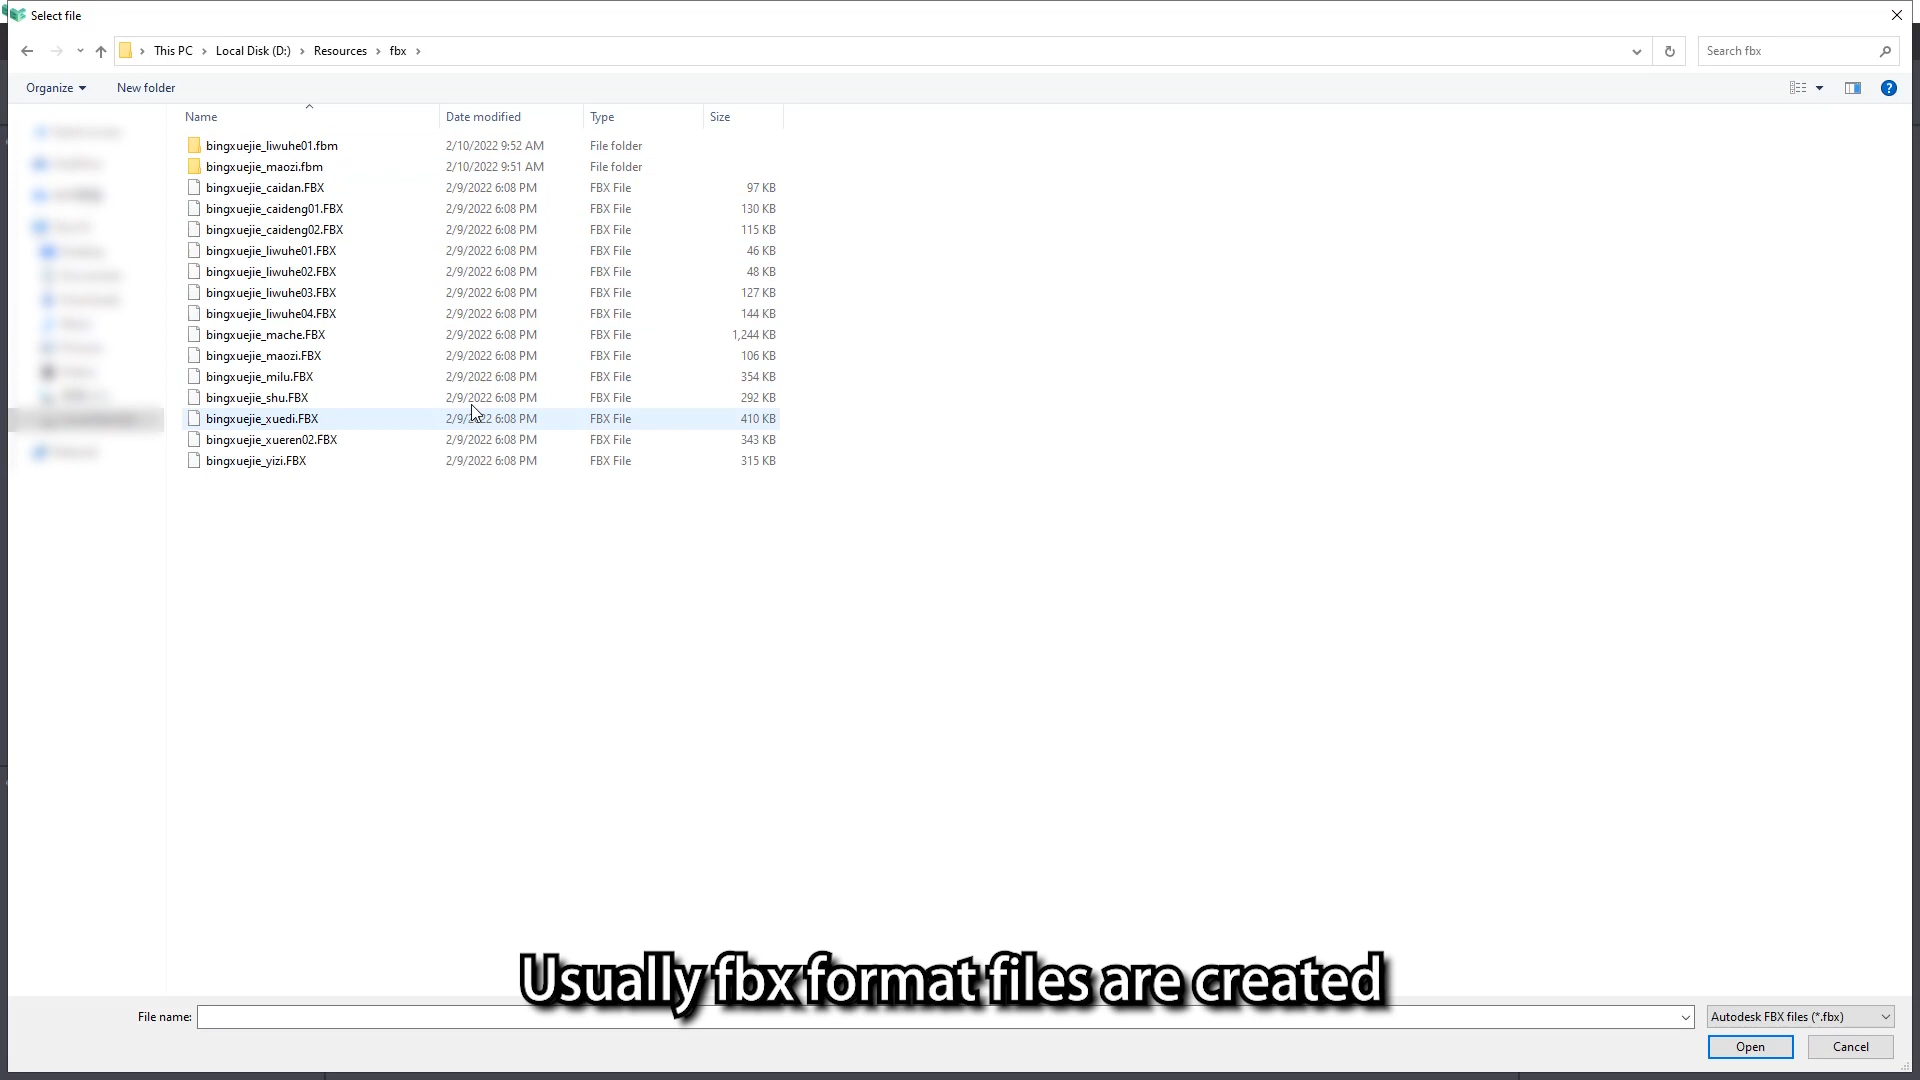 Select file
This PC > Local Disk (D:) > Resources > fbx >
Search fbx
Organize
New folder
Name Date modified Type Size
bingxuejie_liwuhe01.fbm 2/10/2022 9:52 AM File folder
bingxuejie_maozi.fbm 2/10/2022 9:51 AM File folder
bingxuejie_caidan.FBX 2/9/2022 6:08 PM FBX File 97 KB
bingxuejie_caideng01.FBX 2/9/2022 6:08 PM FBX File 130 KB
bingxuejie_caideng02.FBX 2/9/2022 6:08 PM FBX File 115 KB
bingxuejie_liwuhe01.FBX 2/9/2022 6:08 PM FBX File 46 KB
bingxuejie_liwuhe02.FBX 2/9/2022 6:08 PM FBX File 48 KB
bingxuejie_liwuhe03.FBX 2/9/2022 6:08 PM FBX File 127 KB
bingxuejie_liwuhe04.FBX 2/9/2022 6:08 PM FBX File 144 KB
bingxuejie_mache.FBX 2/9/2022 6:08 PM FBX File 1,244 KB
bingxuejie_maozi.FBX 2/9/2022 6:08 PM FBX File 106 KB
bingxuejie_milu.FBX 2/9/2022 6:08 PM FBX File 354 KB
bingxuejie_shu.FBX 2/9/2022 6:08 PM FBX File 292 KB
bingxuejie_xuedi.FBX 2/9/2022 6:08 PM FBX File 410 KB
bingxuejie_xueren02.FBX 2/9/2022 6:08 PM FBX File 343 KB
bingxuejie_yizi.FBX 2/9/2022 6:08 PM FBX File 315 KB
Usually fbx format files are created
File name:
Autodesk FBX files (*.fbx)
Open Cancel